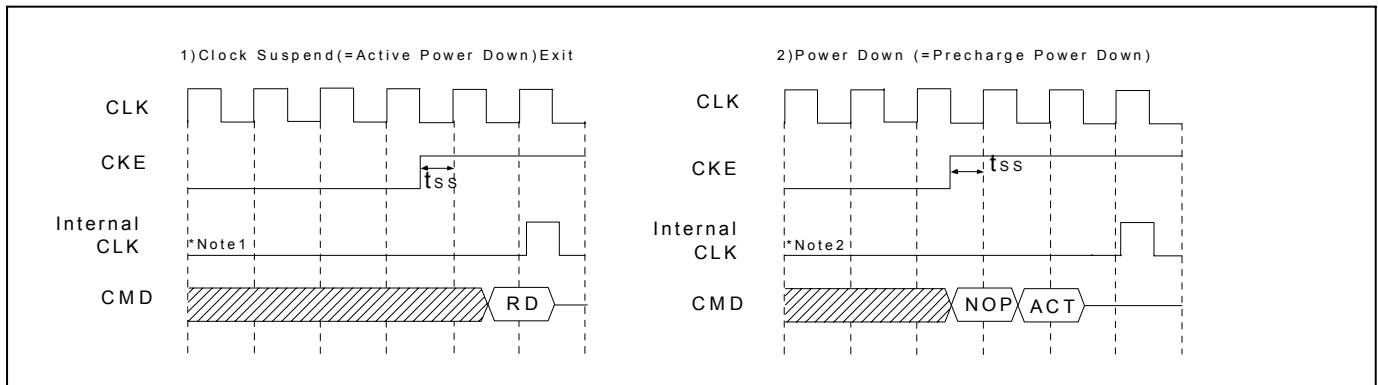 1)Clock Suspend(=Active Power Down)Exit
CLK
CKE
tss
Internal
CLK
*Note1
CMD
RD
2)Power Down (=Precharge Power Down)
CLK
CKE
tss
Internal
CLK
*Note2
CMD
NOP
ACT